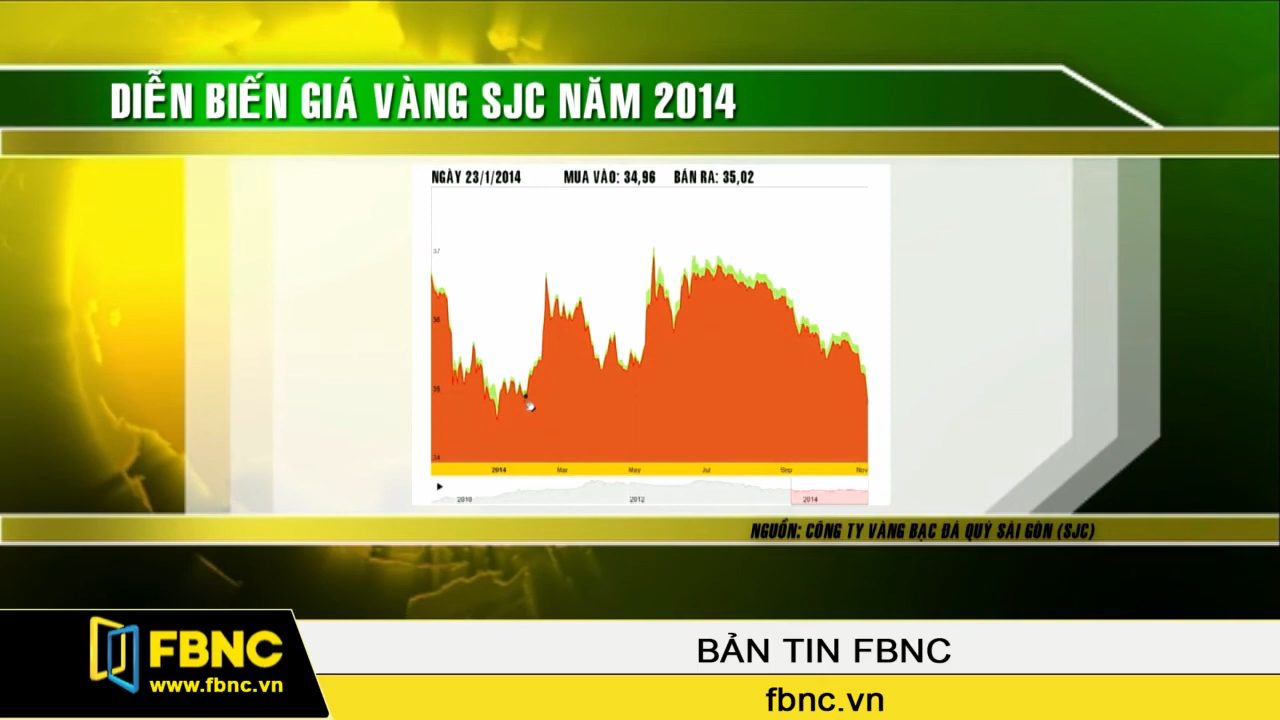 DIỄN BIẾN GIÁ VÀNG SJC NĂM 2014
NGÀY 23/1/2014 MUA VÀO: 34,96 BÁN RA: 35,02
37
36
35
34
2014 Mar May Jul Sep Nov
2010 2012 2014
NGUỒN: CÔNG TY VÀNG BẠC ĐÁ QUÝ SÀI GÒN (SJC)
FBNC
www.fbnc.vn
BẢN TIN FBNC
fbnc.vn